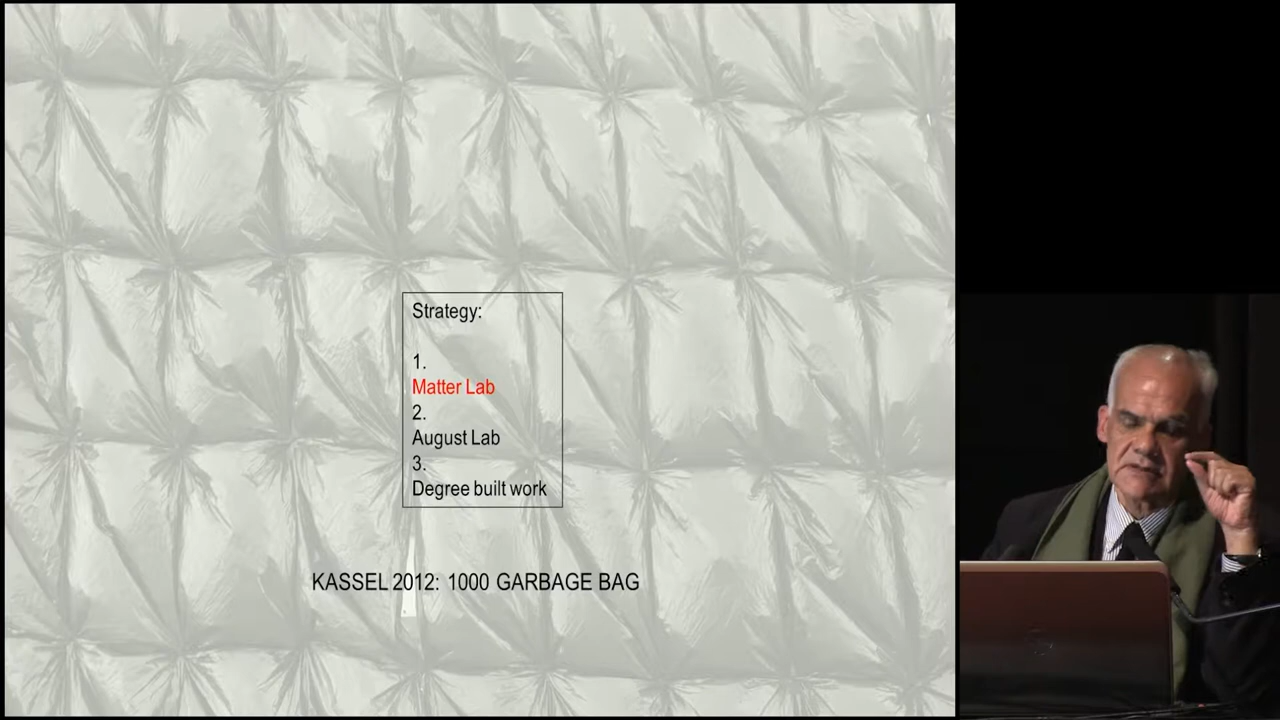 Strategy:
1.
Matter Lab
2.
August Lab
3.
Degree built work
KASSEL 2012: 1000 GARBAGE BAG